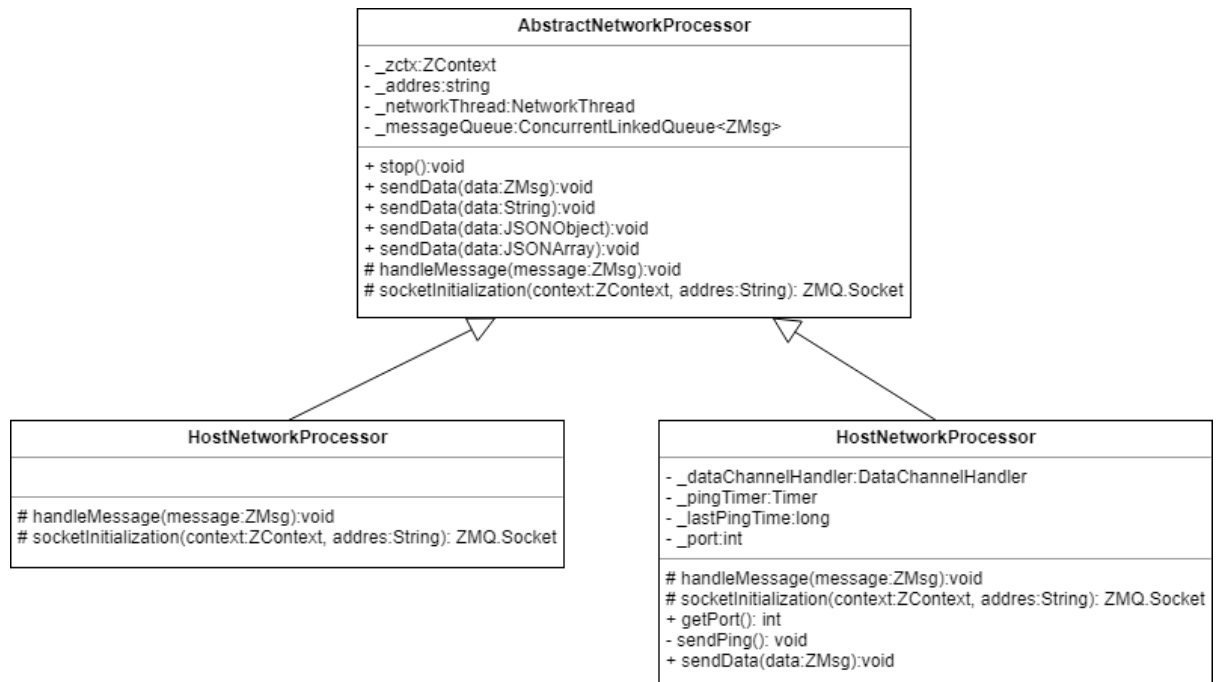 AbstractNetworkProcessor
- _zctx:ZContext
- _addres:string
- _networkThread:NetworkThread
- _messageQueue:ConcurrentLinkedQueue<ZMsg>
+ stop():void
+ sendData(data:ZMsg):void
+ sendData(data:String):void
+ sendData(data:JSONObject):void
+ sendData(data:JSONArray):void
# handleMessage(message:ZMsg):void
# socketInitialization(context:ZContext, addres:String): ZMQ.Socket
HostNetworkProcessor
# handleMessage(message:ZMsg):void
# socketInitialization(context:ZContext, addres:String): ZMQ.Socket
HostNetworkProcessor
- _dataChannelHandler:DataChannelHandler
- _pingTimer:Timer
- _lastPingTime:long
- _port:int
# handleMessage(message:ZMsg):void
# socketInitialization(context:ZContext, addres:String): ZMQ.Socket
+ getPort(): int
- sendPing(): void
+ sendData(data:ZMsg):void